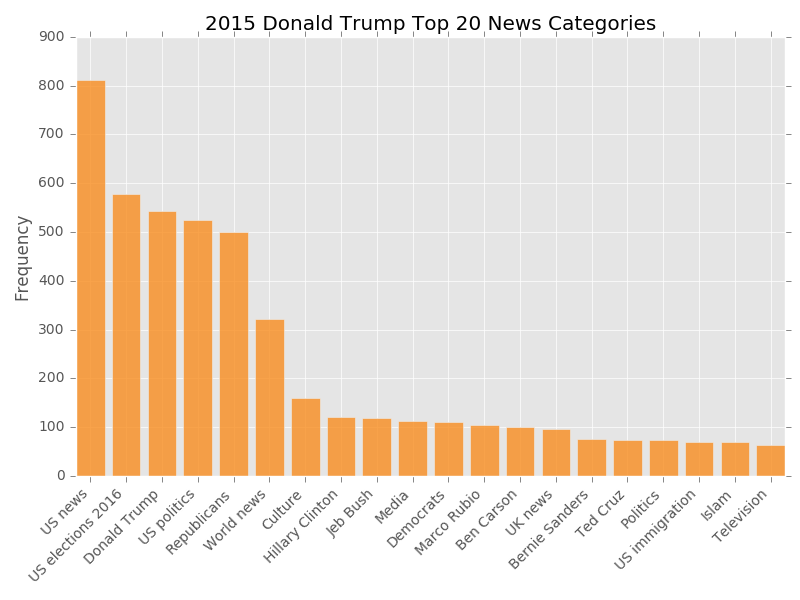 2015 Donald Trump Top 20 News Categories
900
800
700
600
500
400
300
200
100
0
Frequency
US news
US elections 2016
Donald Trump
US politics
Republicans
World news
Culture
Hillary Clinton
Jeb Bush
Media
Democrats
Marco Rubio
Ben Carson
UK news
Bernie Sanders
Ted Cruz
Politics
US immigration
Islam
Television